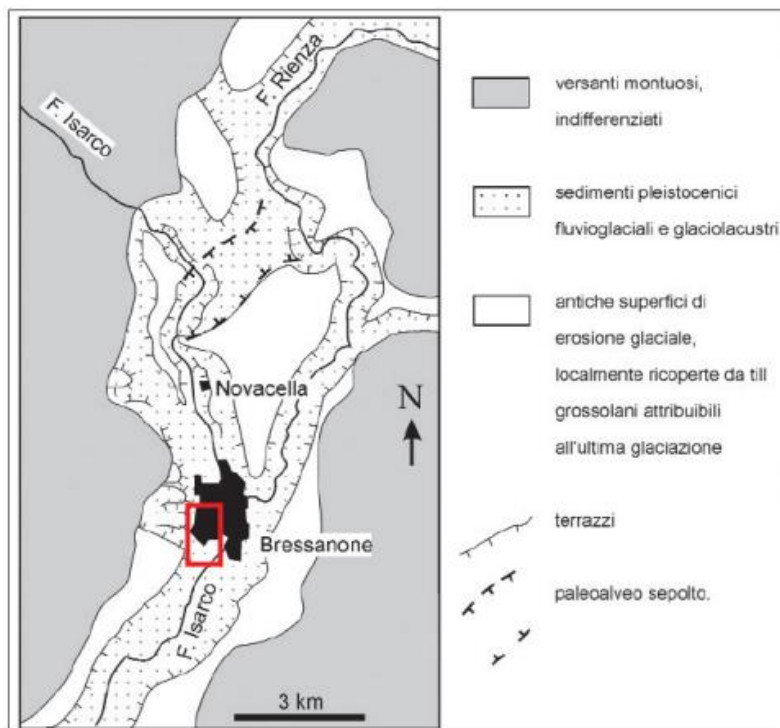 F. Isarco
F. Rienza
Novacella
N
Bressanone
F. Isarco
3 km
versanti montuosi,
indifferenziati
sedimenti pleistocenici
fluvioglaciali e glaciolacustri
antiche superfici di
erosione glaciale,
localmente ricoperte da till
grossolani attribuibili
all'ultima glaciazione
terrazzi
paleoalveo sepolto.